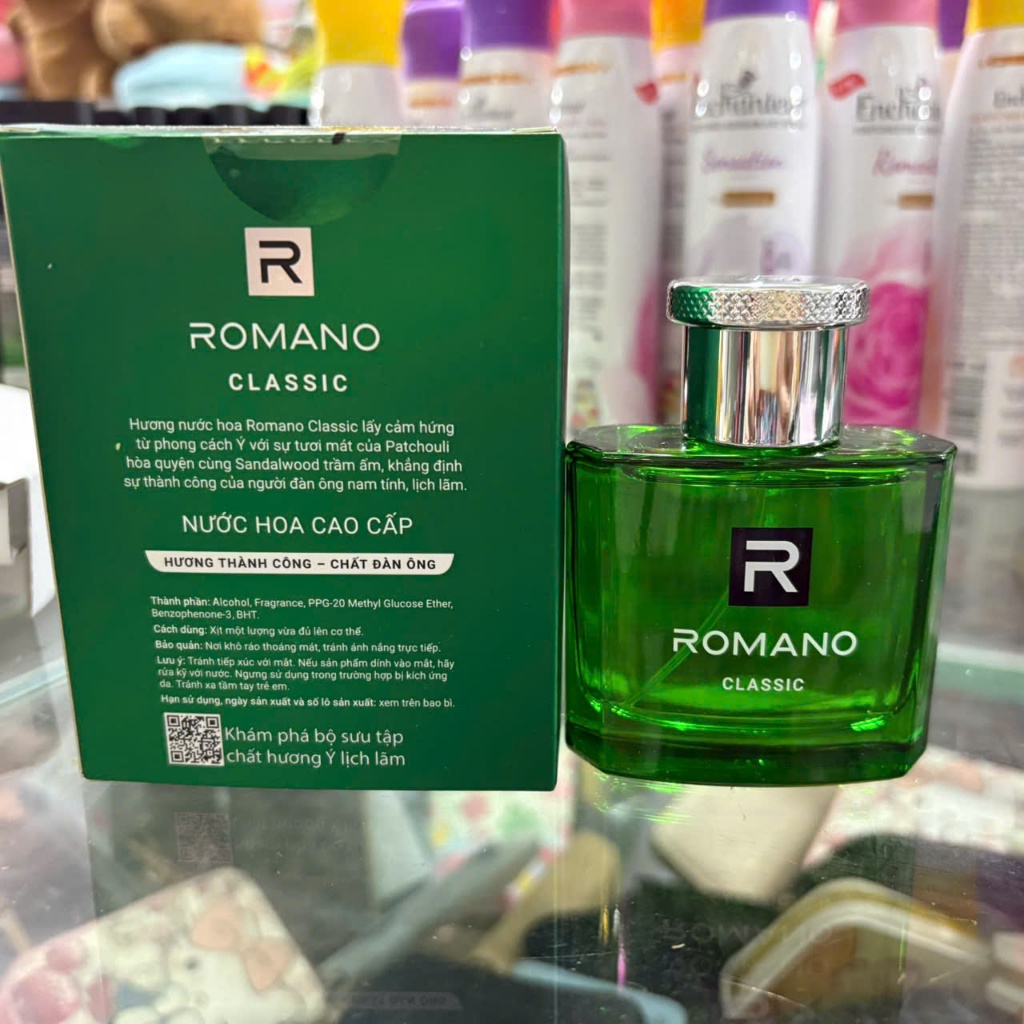 R
ROMANO
CLASSIC
Hương nước hoa Romano Classic lấy cảm hứng
từ phong cách Ý với sự tươi mát của Patchouli
hòa quyện cùng Sandalwood trầm ấm, khẳng định
sự thành công của người đàn ông nam tính, lịch lãm.
NƯỚC HOA CAO CẤP
HƯƠNG THÀNH CÔNG – CHẤT ĐÀN ÔNG
Thành phần: Alcohol, Fragrance, PPG-20 Methyl Glucose Ether,
Benzophenone-3, BHT.
Cách dùng: Xịt một lượng vừa đủ lên cơ thể.
Bảo quản: Nơi khô ráo thoáng mát, tránh ánh nắng trực tiếp.
Lưu ý: Tránh tiếp xúc với mắt. Nếu sản phẩm dính vào mắt, hãy
rửa kỹ với nước. Ngưng sử dụng trong trường hợp bị kích ứng
da. Tránh xa tầm tay trẻ em.
Hạn sử dụng, ngày sản xuất và số lô sản xuất: xem trên bao bì.
Khám phá bộ sưu tập
chất hương Ý lịch lãm
R
ROMANO
CLASSIC